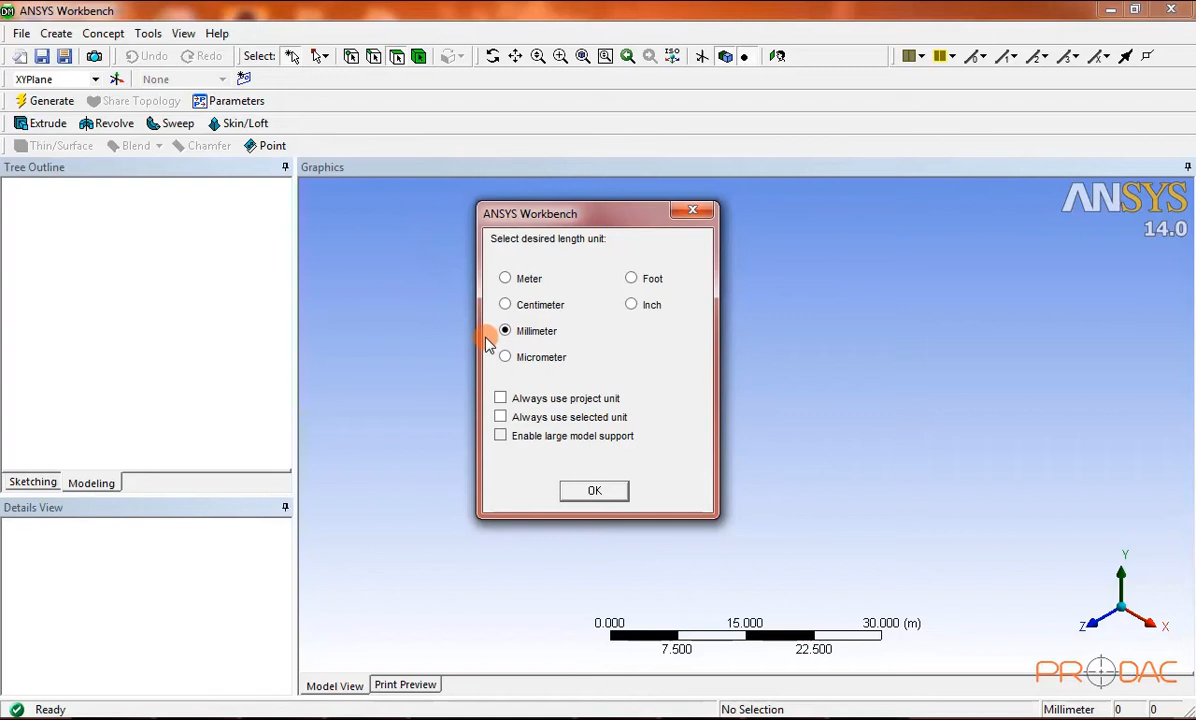 ANSYS Workbench
File Create Concept Tools View Help
Undo Redo Select:
XYPlane None
Generate Share Topology Parameters
Extrude Revolve Sweep Skin/Loft
Thin/Surface Blend Chamfer Point
Tree Outline
Graphics
ANSYS
14.0
ANSYS Workbench
Select desired length unit:
Meter Foot
Centimeter Inch
Millimeter
Micrometer
Always use project unit
Always use selected unit
Enable large model support
OK
Sketching Modeling
Details View
Y
Z X
0.000 15.000 30.000 (m)
7.500 22.500
PRODAC
Model View Print Preview
Ready No Selection Millimeter 0 0